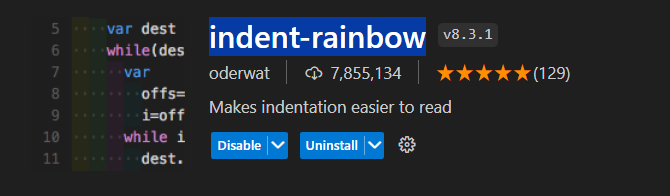 5 var dest
6 while(des
7 var
8 offs=
9 i=off
10 while i
11 dest.
indent-rainbow v8.3.1
oderwat 7,855,134 ★★★★★(129)
Makes indentation easier to read
Disable Uninstall